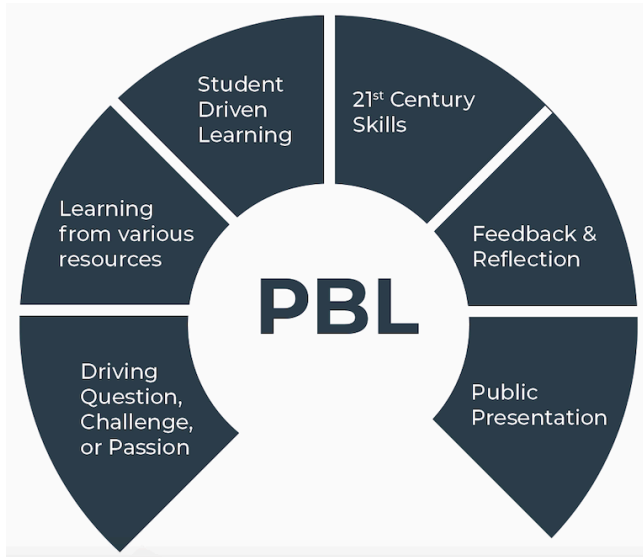 Student
Driven
Learning
21st Century
Skills
Learning
from various
resources
Feedback &
Reflection
PBL
Driving
Question,
Challenge,
or Passion
Public
Presentation